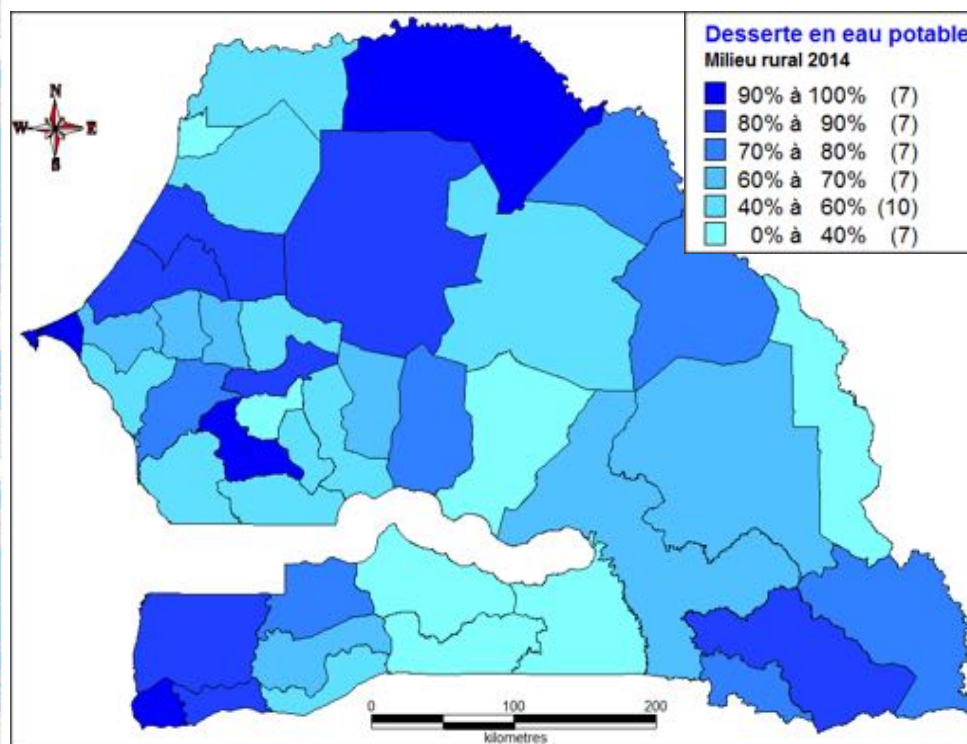 Desserte en eau potable
Milieu rural 2014
90% à 100% (7)
80% à 90% (7)
70% à 80% (7)
60% à 70% (7)
40% à 60% (10)
0% à 40% (7)
N
W E
S
0 100 200
kilometres